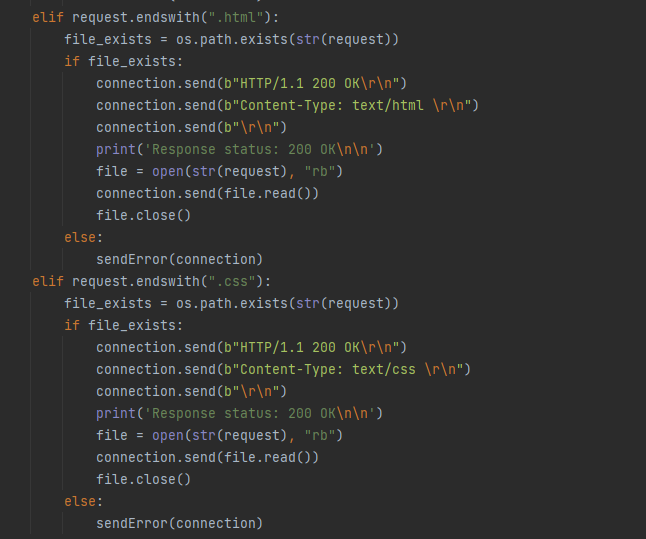 elif request.endswith(".html"):
    file_exists = os.path.exists(str(request))
    if file_exists:
        connection.send(b"HTTP/1.1 200 OK\r\n")
        connection.send(b"Content-Type: text/html \r\n")
        connection.send(b"\r\n")
        print('Response status: 200 OK\n\n')
        file = open(str(request), "rb")
        connection.send(file.read())
        file.close()
    else:
        sendError(connection)
elif request.endswith(".css"):
    file_exists = os.path.exists(str(request))
    if file_exists:
        connection.send(b"HTTP/1.1 200 OK\r\n")
        connection.send(b"Content-Type: text/css \r\n")
        connection.send(b"\r\n")
        print('Response status: 200 OK\n\n')
        file = open(str(request), "rb")
        connection.send(file.read())
        file.close()
    else:
        sendError(connection)